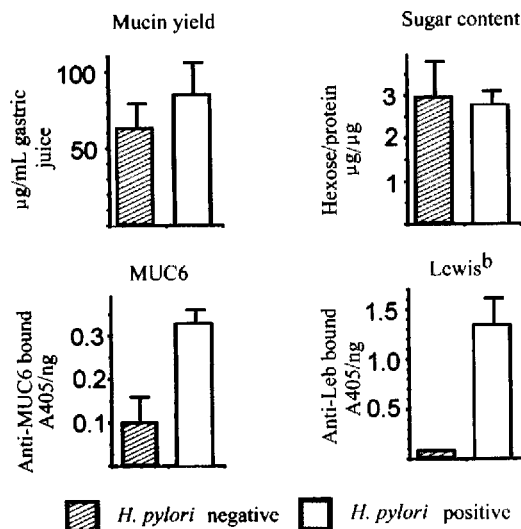 Mucin yield
µg/mL gastric
juice
100
50
Sugar content
Hexose/protein
µg/µg
3
2
1
MUC6
Anti-MUC6 bound
A405/ng
0.3
0.2
0.1
Lewisb
Anti-Leb bound
A405/ng
1.5
1.0
0.5
H. pylori negative
H. pylori positive